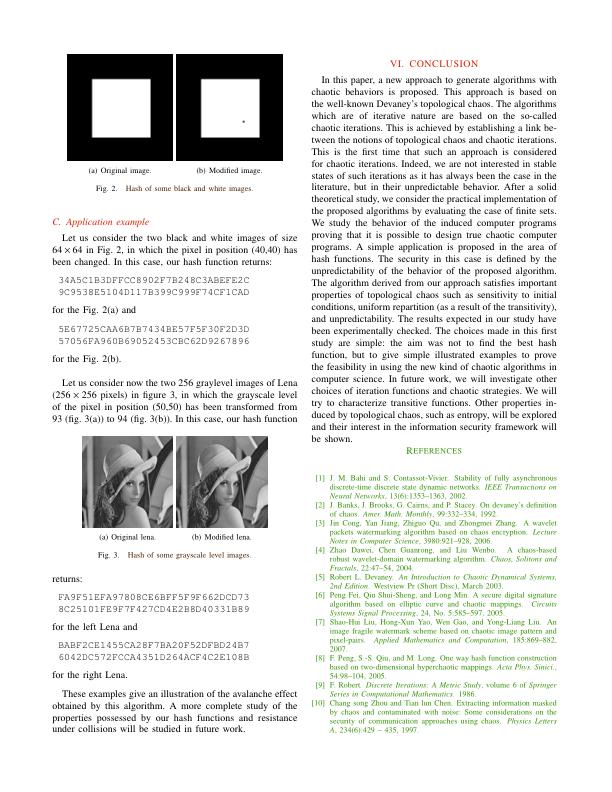 (a) Original image.
(b) Modified image.
Fig. 2. Hash of some black and white images.
C. Application example
Let us consider the two black and white images of size
64 × 64 in Fig. 2, in which the pixel in position (40,40) has
been changed. In this case, our hash function returns:
34A5C1B3DFFCC8902F7B248C3ABEFE2C
9C9538E5104D117B399C999F74CF1CAD
for the Fig. 2(a) and
5E67725CAA6B7B7434BE57F5F30F2D3D
57056FA960B69052453CBC62D9267896
for the Fig. 2(b).
Let us consider now the two 256 graylevel images of Lena
(256 × 256 pixels) in figure 3, in which the grayscale level
of the pixel in position (50,50) has been transformed from
93 (fig. 3(a)) to 94 (fig. 3(b)). In this case, our hash function
(a) Original lena.
(b) Modified lena.
Fig. 3. Hash of some grayscale level images.
returns:
FA9F51EFA97808CE6BFF5F9F662DCD73
8C25101FE9F7F427CD4E2B8D40331B89
for the left Lena and
BABF2CE1455CA28F7BA20F52DFBD24B7
6042DC572FCCA4351D264ACF4C2E108B
for the right Lena.
These examples give an illustration of the avalanche effect
obtained by this algorithm. A more complete study of the
properties possessed by our hash functions and resistance
under collisions will be studied in future work.
VI. CONCLUSION
In this paper, a new approach to generate algorithms with
chaotic behaviors is proposed. This approach is based on
the well-known Devaney's topological chaos. The algorithms
which are of iterative nature are based on the so-called
chaotic iterations. This is achieved by establishing a link be-
tween the notions of topological chaos and chaotic iterations.
This is the first time that such an approach is considered
for chaotic iterations. Indeed, we are not interested in stable
states of such iterations as it has always been the case in the
literature, but in their unpredictable behavior. After a solid
theoretical study, we consider the practical implementation of
the proposed algorithms by evaluating the case of finite sets.
We study the behavior of the induced computer programs
proving that it is possible to design true chaotic computer
programs. A simple application is proposed in the area of
hash functions. The security in this case is defined by the
unpredictability of the behavior of the proposed algorithm.
The algorithm derived from our approach satisfies important
properties of topological chaos such as sensitivity to initial
conditions, uniform repartition (as a result of the transitivity),
and unpredictability. The results expected in our study have
been experimentally checked. The choices made in this first
study are simple: the aim was not to find the best hash
function, but to give simple illustrated examples to prove
the feasibility in using the new kind of chaotic algorithms in
computer science. In future work, we will investigate other
choices of iteration functions and chaotic strategies. We will
try to characterize transitive functions. Other properties in-
duced by topological chaos, such as entropy, will be explored
and their interest in the information security framework will
be shown.
REFERENCES
[1] J. M. Bahi and S. Contassot-Vivier. Stability of fully asynchronous
discrete-time discrete state dynamic networks. IEEE Transactions on
Neural Networks, 13(6):1353–1363, 2002.
[2] J. Banks, J. Brooks, G. Cairns, and P. Stacey. On devaney's definition
of chaos. Amer. Math. Monthly, 99:332–334, 1992.
[3] Jin Cong, Yan Jiang, Zhiguo Qu, and Zhongmei Zhang. A wavelet
packets watermarking algorithm based on chaos encryption. Lecture
Notes in Computer Science, 3980:921–928, 2006.
[4] Zhao Dawei, Chen Guanrong, and Liu Wenbo. A chaos-based
robust wavelet-domain watermarking algorithm. Chaos, Solitons and
Fractals, 22:47–54, 2004.
[5] Robert L. Devaney. An Introduction to Chaotic Dynamical Systems,
2nd Edition. Westview Pr (Short Disc), March 2003.
[6] Peng Fei, Qiu Shui-Sheng, and Long Min. A secure digital signature
algorithm based on elliptic curve and chaotic mappings. Circuits
Systems Signal Processing, 24, No. 5:585–597, 2005.
[7] Shao-Hui Liu, Hong-Xun Yao, Wen Gao, and Yong-Liang Liu. An
image fragile watermark scheme based on chaotic image pattern and
pixel-pairs. Applied Mathematics and Computation, 185:869–882,
2007.
[8] F. Peng, S.-S. Qiu, and M. Long. One way hash function construction
based on two-dimensional hyperchaotic mappings. Acta Phys. Sinici.,
54:98–104, 2005.
[9] F. Robert. Discrete Iterations: A Metric Study, volume 6 of Springer
Series in Computational Mathematics. 1986.
[10] Chang song Zhou and Tian lun Chen. Extracting information masked
by chaos and contaminated with noise: Some considerations on the
security of communication approaches using chaos. Physics Letters
A, 234(6):429 – 435, 1997.